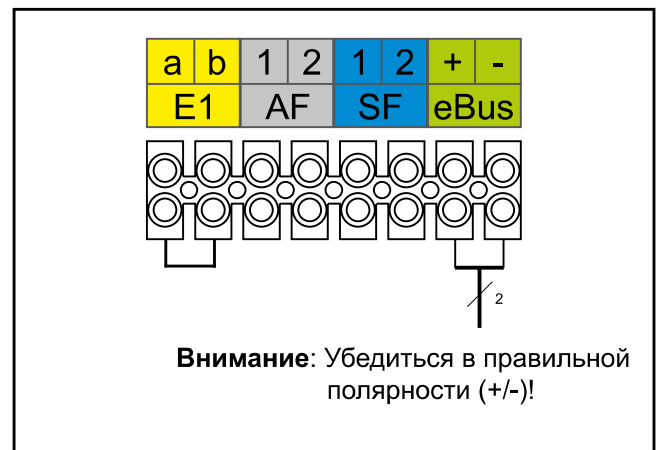 a b 1 2 1 2 + -
E1 AF SF eBus
2
Внимание: Убедиться в правильной
полярности (+/-)!